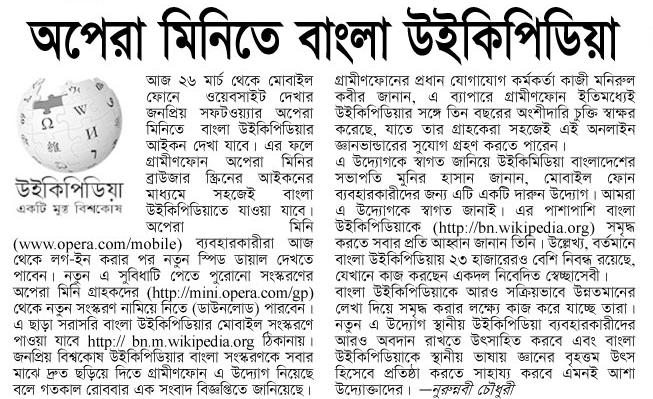 অপেরা মিনিতে বাংলা উইকিপিডিয়া
উইকিপিডিয়া
একটি মুক্ত বিশ্বকোষ
আজ ২৬ মার্চ থেকে মোবাইল
ফোনে ওয়েবসাইট দেখার
জনপ্রিয় সফটওয়্যার অপেরা
মিনিতে বাংলা উইকিপিডিয়ার
আইকন দেখা যাবে। এর ফলে
গ্রামীণফোন অপেরা মিনির
ব্রাউজার স্ক্রিনের আইকনের
মাধ্যমে সহজেই বাংলা
উইকিপিডিয়াতে যাওয়া যাবে।
অপেরা মিনি
(www.opera.com/mobile) ব্যবহারকারীরা আজ
থেকে লগ-ইন করার পর নতুন স্পিড ডায়াল দেখতে
পাবেন। নতুন এ সুবিধাটি পেতে পুরোনো সংস্করণের
অপেরা মিনি গ্রাহকদের (http://mini.opera.com/gp)
থেকে নতুন সংস্করণ নামিয়ে নিতে (ডাউনলোড) পারবেন।
এ ছাড়া সরাসরি বাংলা উইকিপিডিয়ার মোবাইল সংস্করণে
পাওয়া যাবে http:// bn.m.wikipedia.org ঠিকানায়।
জনপ্রিয় বিশ্বকোষ উইকিপিডিয়ার বাংলা সংস্করণকে সবার
মাঝে দ্রুত ছড়িয়ে দিতে গ্রামীণফোন এ উদ্যোগ নিয়েছে
বলে গতকাল রোববার এক সংবাদ বিজ্ঞপ্তিতে জানিয়েছে।
গ্রামীণফোনের প্রধান যোগাযোগ কর্মকর্তা কাজী মনিরুল
কবীর জানান, এ ব্যাপারে গ্রামীণফোন ইতিমধ্যেই
উইকিপিডিয়ার সঙ্গে তিন বছরের অংশীদারি চুক্তি স্বাক্ষর
করেছে, যাতে তার গ্রাহকেরা সহজেই এই অনলাইন
জ্ঞানভান্ডারের সুযোগ গ্রহণ করতে পারেন।
এ উদ্যোগকে স্বাগত জানিয়ে উইকিমিডিয়া বাংলাদেশের
সভাপতি মুনির হাসান জানান, মোবাইল ফোন
ব্যবহারকারীদের জন্য এটি একটি দারুন উদ্যোগ। আমরা
এ উদ্যোগকে স্বাগত জানাই। এর পাশাপাশি বাংলা
উইকিপিডিয়াকে (http://bn.wikipedia.org) সমৃদ্ধ
করতে সবার প্রতি আহ্বান জানান তিনি। উল্লেখ্য, বর্তমানে
বাংলা উইকিপিডিয়ায় ২৩ হাজারেরও বেশি নিবন্ধ রয়েছে,
যেখানে কাজ করছেন একদল নিবেদিত স্বেচ্ছাসেবী।
বাংলা উইকিপিডিয়াকে আরও সক্রিয়ভাবে উন্নতমানের
লেখা দিয়ে সমৃদ্ধ করার লক্ষ্যে কাজ করে যাচ্ছে তারা।
নতুন এ উদ্যোগ স্থানীয় উইকিপিডিয়া ব্যবহারকারীদের
আরও অবদান রাখতে উৎসাহিত করবে এবং বাংলা
উইকিপিডিয়াকে স্থানীয় ভাষায় জ্ঞানের বৃহত্তম উৎস
হিসেবে প্রতিষ্ঠা করতে সাহায্য করবে এমনই আশা
উদ্যোক্তাদের। —নুরুন্নবী চৌধুরী